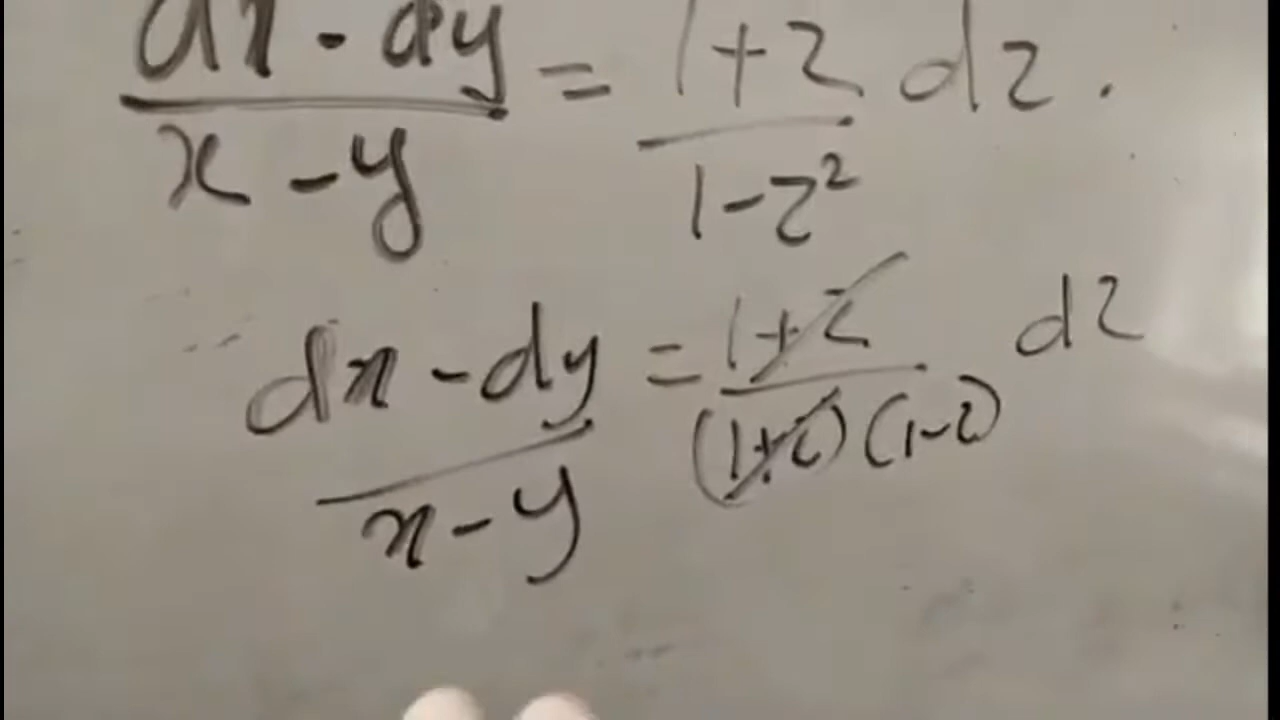 dx - dy = 1+z dz .
x - y 1-z²
dx - dy = 1+z dz
x - y (1+z)(1-z)